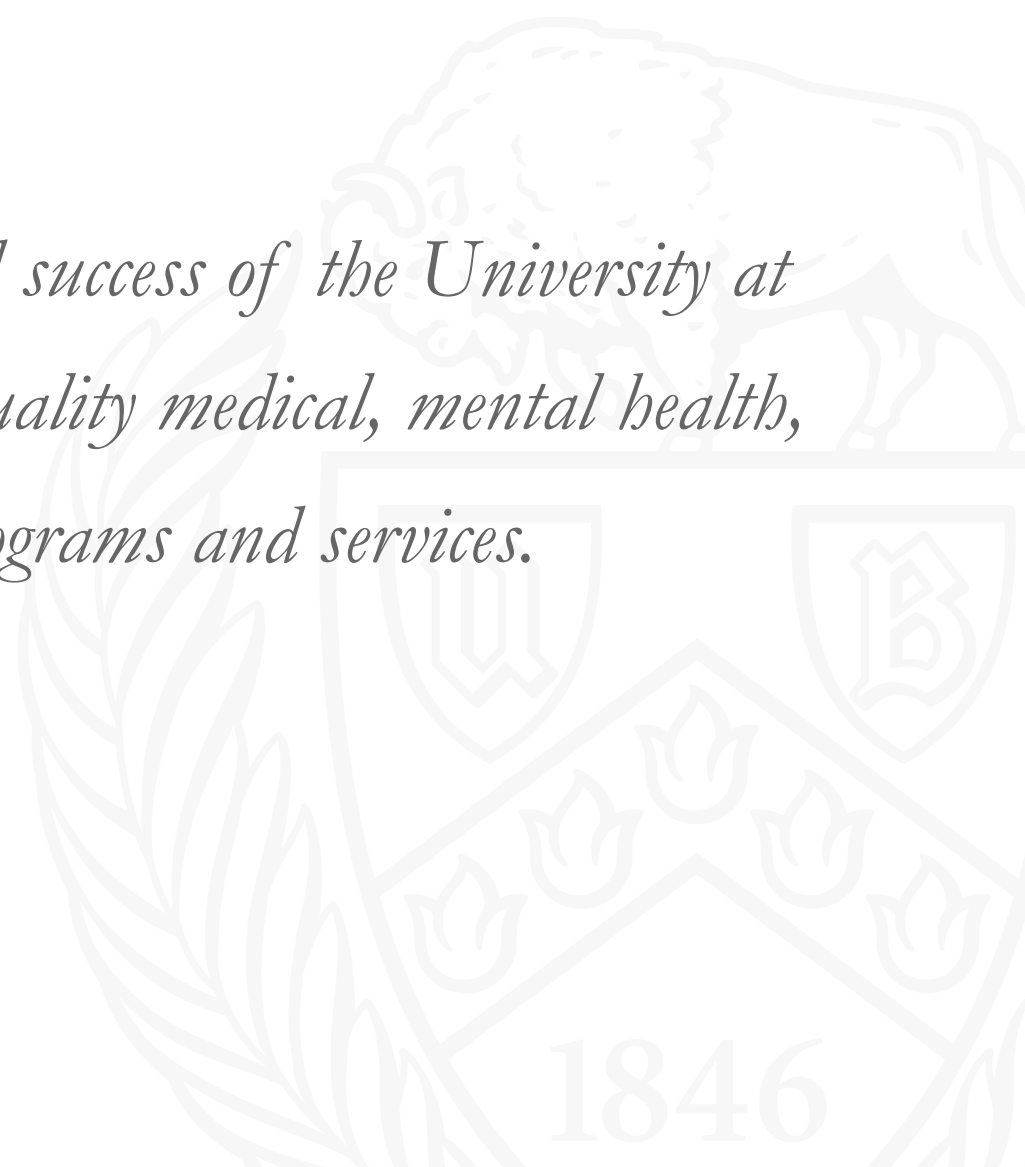 success of the University at
uality medical, mental health,
ograms and services.
U B
1846